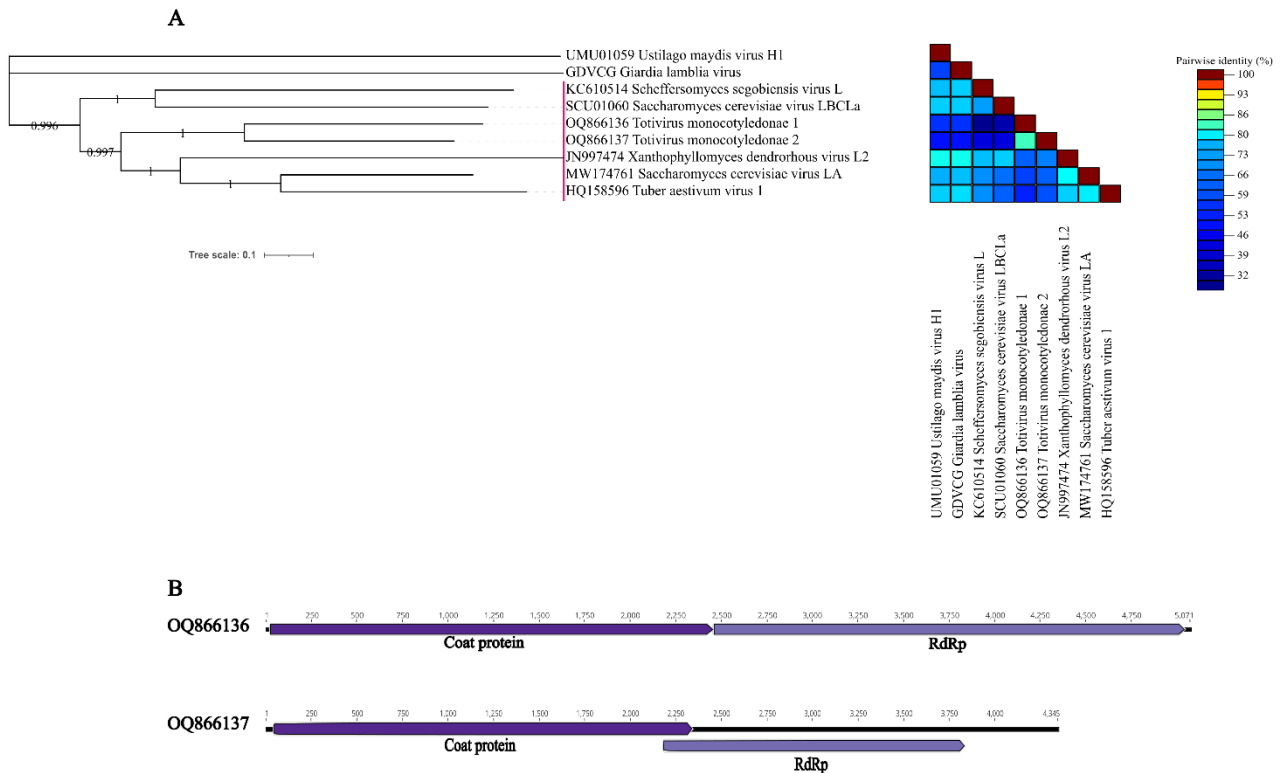 A
UMU01059 Ustilago maydis virus H1
GDVCG Giardia lamblia virus
KC610514 Scheffersomyces segobiensis virus L
SCU01060 Saccharomyces cerevisiae virus LBCLa
OQ866136 Totivirus monocotyledonae 1
OQ866137 Totivirus monocotyledonae 2
JN997474 Xanthophyllomyces dendrorhous virus L2
MW174761 Saccharomyces cerevisiae virus LA
HQ158596 Tuber aestivum virus 1
1
0.996
1
0.997
1
1
Tree scale: 0.1
Pairwise identity (%)
100
93
86
80
73
66
59
53
46
39
32
UMU01059 Ustilago maydis virus H1
GDVCG Giardia lamblia virus
KC610514 Scheffersomyces segobiensis virus L
SCU01060 Saccharomyces cerevisiae virus LBCLa
OQ866136 Totivirus monocotyledonae 1
OQ866137 Totivirus monocotyledonae 2
JN997474 Xanthophyllomyces dendrorhous virus L2
MW174761 Saccharomyces cerevisiae virus LA
HQ158596 Tuber aestivum virus 1
B
1 250 500 750 1,000 1,250 1,500 1,750 2,000 2,250 2,500 2,750 3,000 3,250 3,500 3,750 4,000 4,250 4,500 4,750 5,071
OQ866136
Coat protein RdRp
1 250 500 750 1,000 1,250 1,500 1,750 2,000 2,250 2,500 2,750 3,000 3,250 3,500 3,750 4,000 4,345
OQ866137
Coat protein RdRp